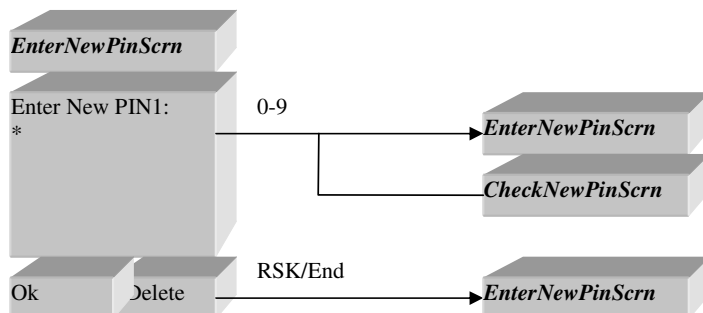 EnterNewPinScrn
Enter New PIN1:
*
0-9
EnterNewPinScrn
CheckNewPinScrn
RSK/End
Ok
Delete
EnterNewPinScrn